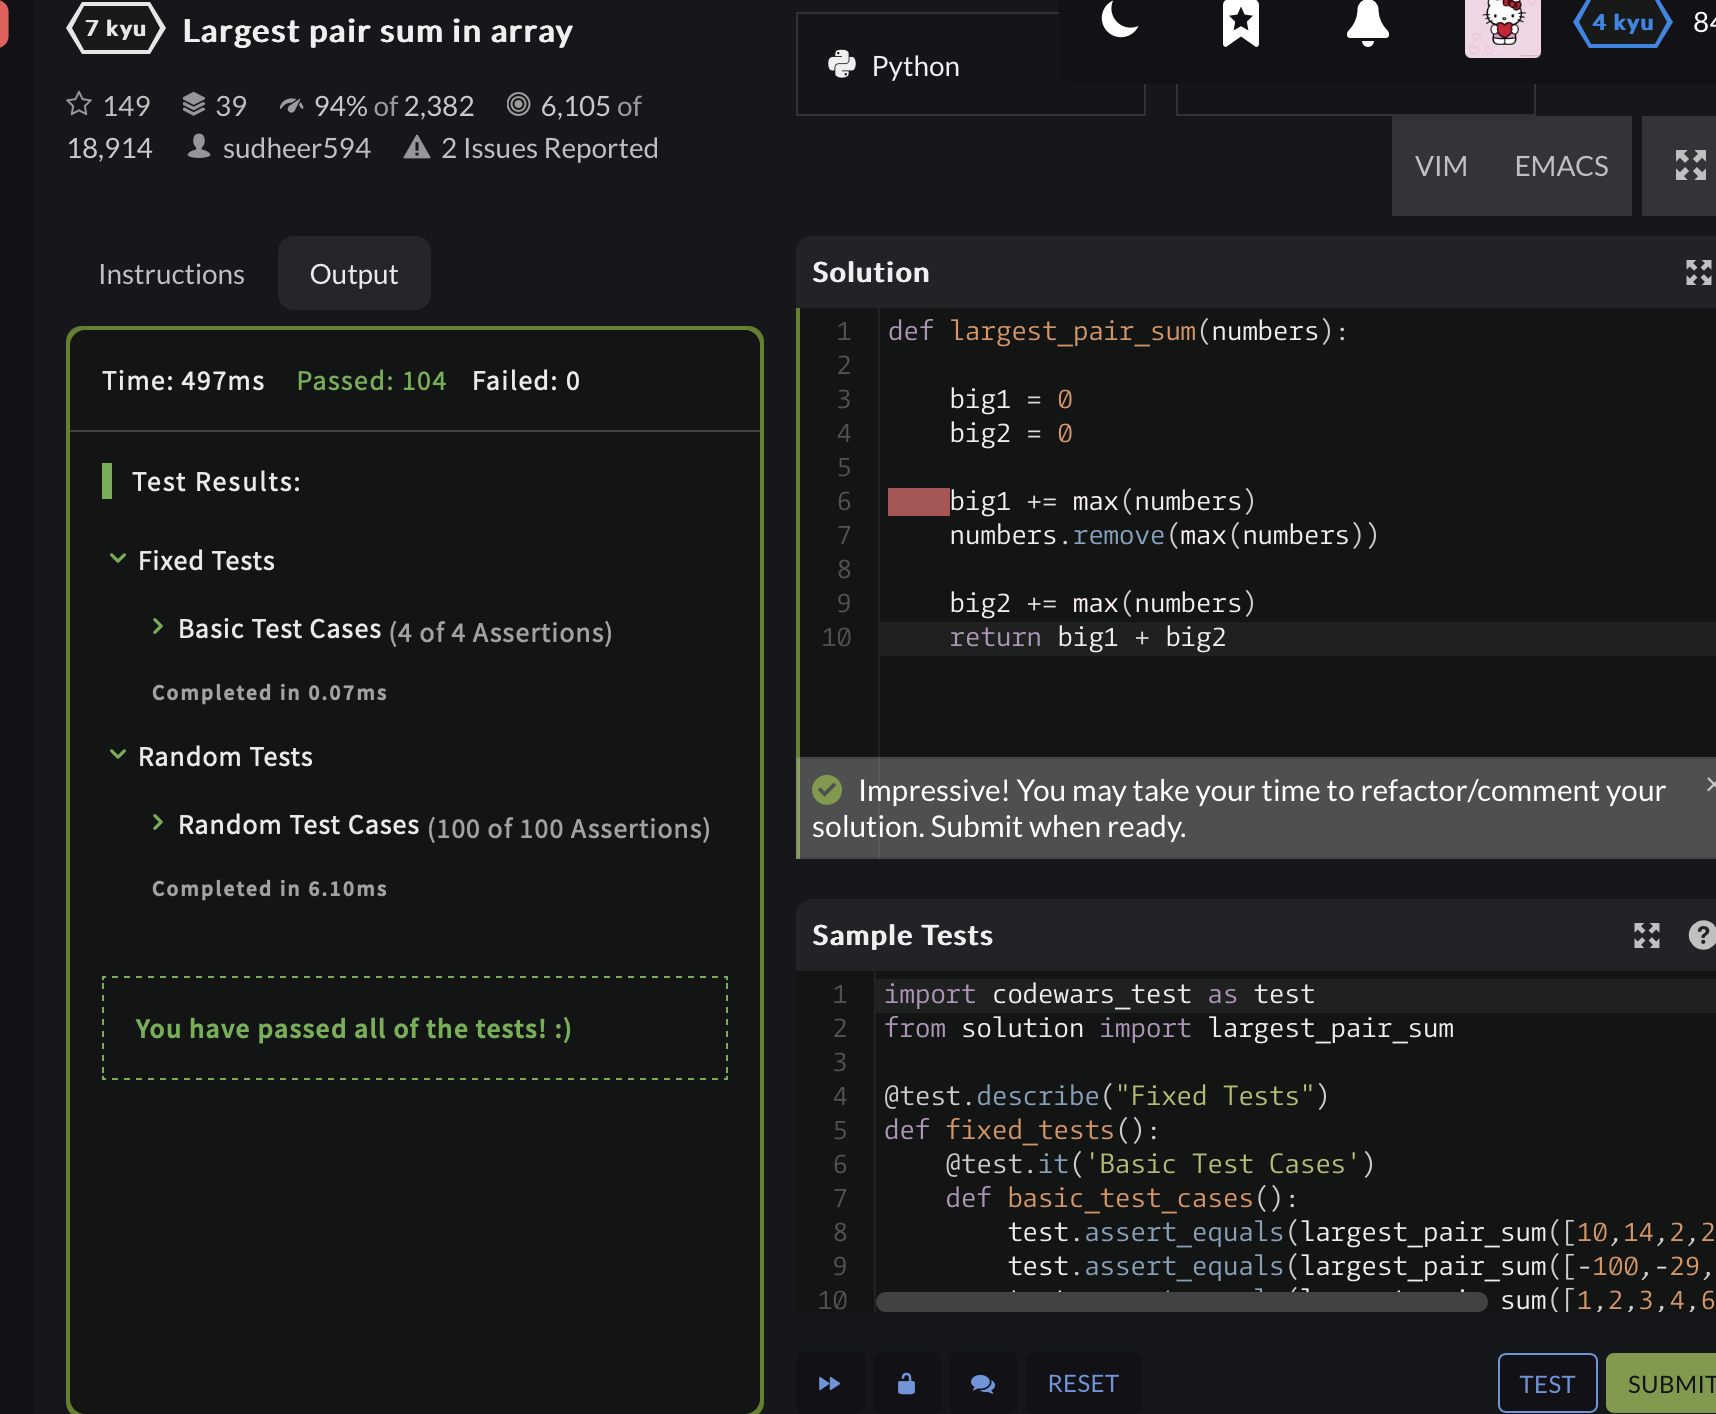 7 kyu Largest pair sum in array
149 39 94% of 2,382 6,105 of
18,914 sudheer594 2 Issues Reported
Python
4 kyu 84
VIM EMACS
Instructions Output
Time: 497ms Passed: 104 Failed: 0
Test Results:
Fixed Tests
Basic Test Cases (4 of 4 Assertions)
Completed in 0.07ms
Random Tests
Random Test Cases (100 of 100 Assertions)
Completed in 6.10ms
You have passed all of the tests! :)
Solution
1 def largest_pair_sum(numbers):
2
3 big1 = 0
4 big2 = 0
5
6 big1 += max(numbers)
7 numbers.remove(max(numbers))
8
9 big2 += max(numbers)
10 return big1 + big2
Impressive! You may take your time to refactor/comment your
solution. Submit when ready.
Sample Tests
?
1 import codewars_test as test
2 from solution import largest_pair_sum
3
4 @test.describe("Fixed Tests")
5 def fixed_tests():
6 @test.it('Basic Test Cases')
7 def basic_test_cases():
8 test.assert_equals(largest_pair_sum([10,14,2,2
9 test.assert_equals(largest_pair_sum([-100,-29,
10 sum([1,2,3,4,6
RESET TEST SUBMIT